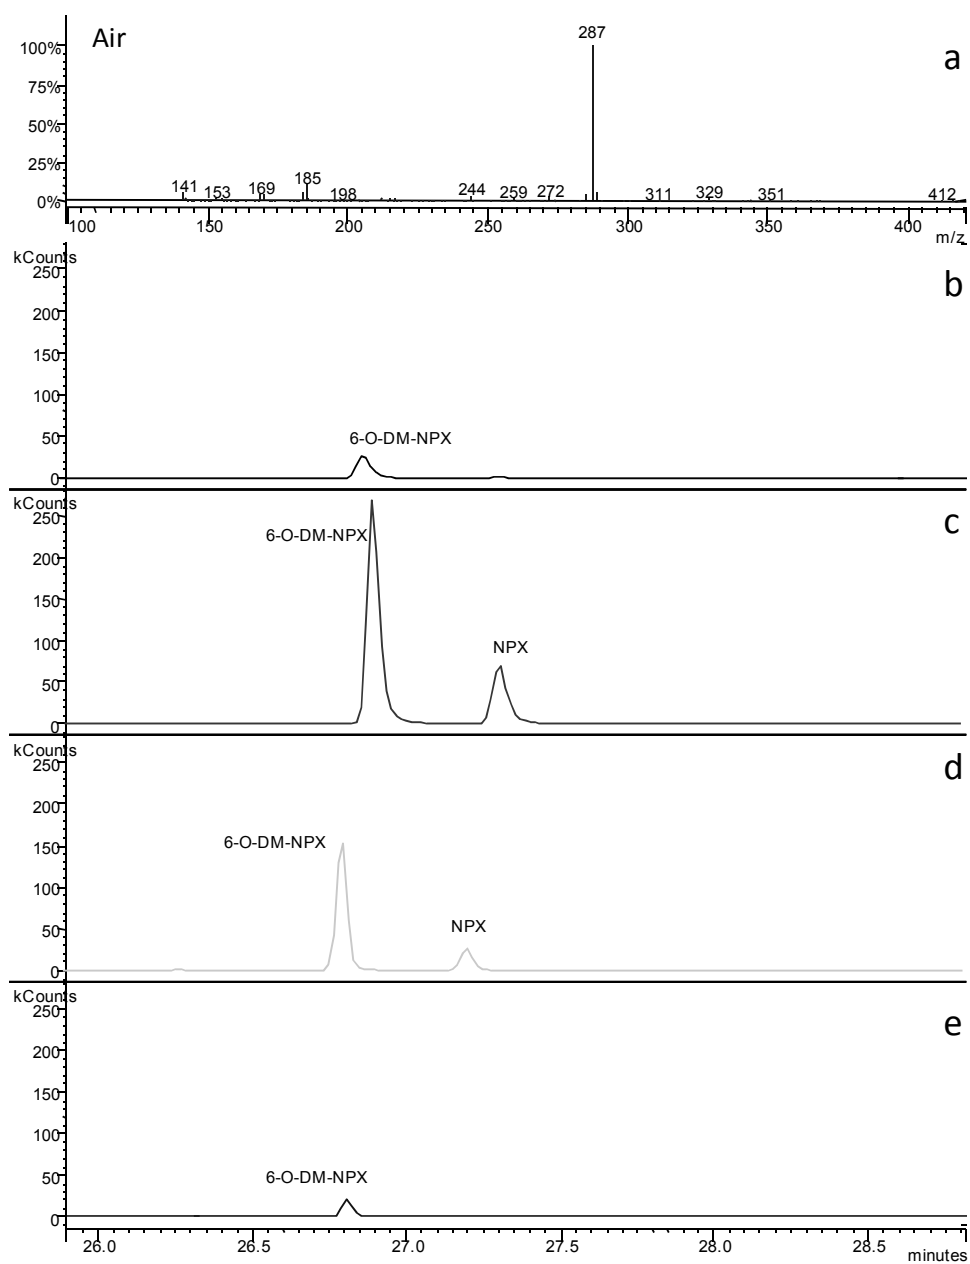 Air
a
287
100%
75%
50%
25%
0%
141 153 169 185 198 244 259 272 311 329 351 412
100 150 200 250 300 350 400
m/z
kCounts
b
250
200
150
100
50
0
6-O-DM-NPX
kCounts
c
250
200
150
100
50
0
6-O-DM-NPX
NPX
kCounts
d
250
200
150
100
50
0
6-O-DM-NPX
NPX
kCounts
e
250
200
150
100
50
0
6-O-DM-NPX
26.0 26.5 27.0 27.5 28.0 28.5
minutes